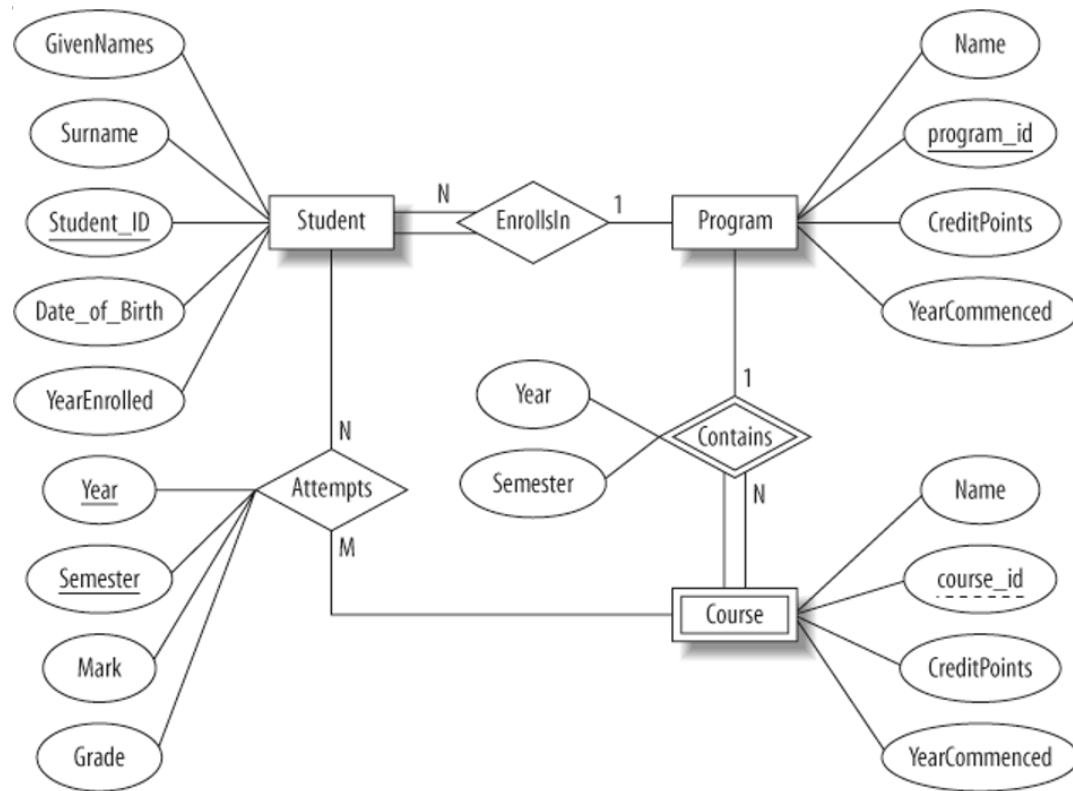 GivenNames
Surname
Student_ID
Date_of_Birth
YearEnrolled
Student
N
EnrollsIn
1
Program
Name
program_id
CreditPoints
YearCommenced
N
Attempts
M
Year
Semester
Mark
Grade
1
Contains
N
Year
Semester
Course
Name
course_id
CreditPoints
YearCommenced